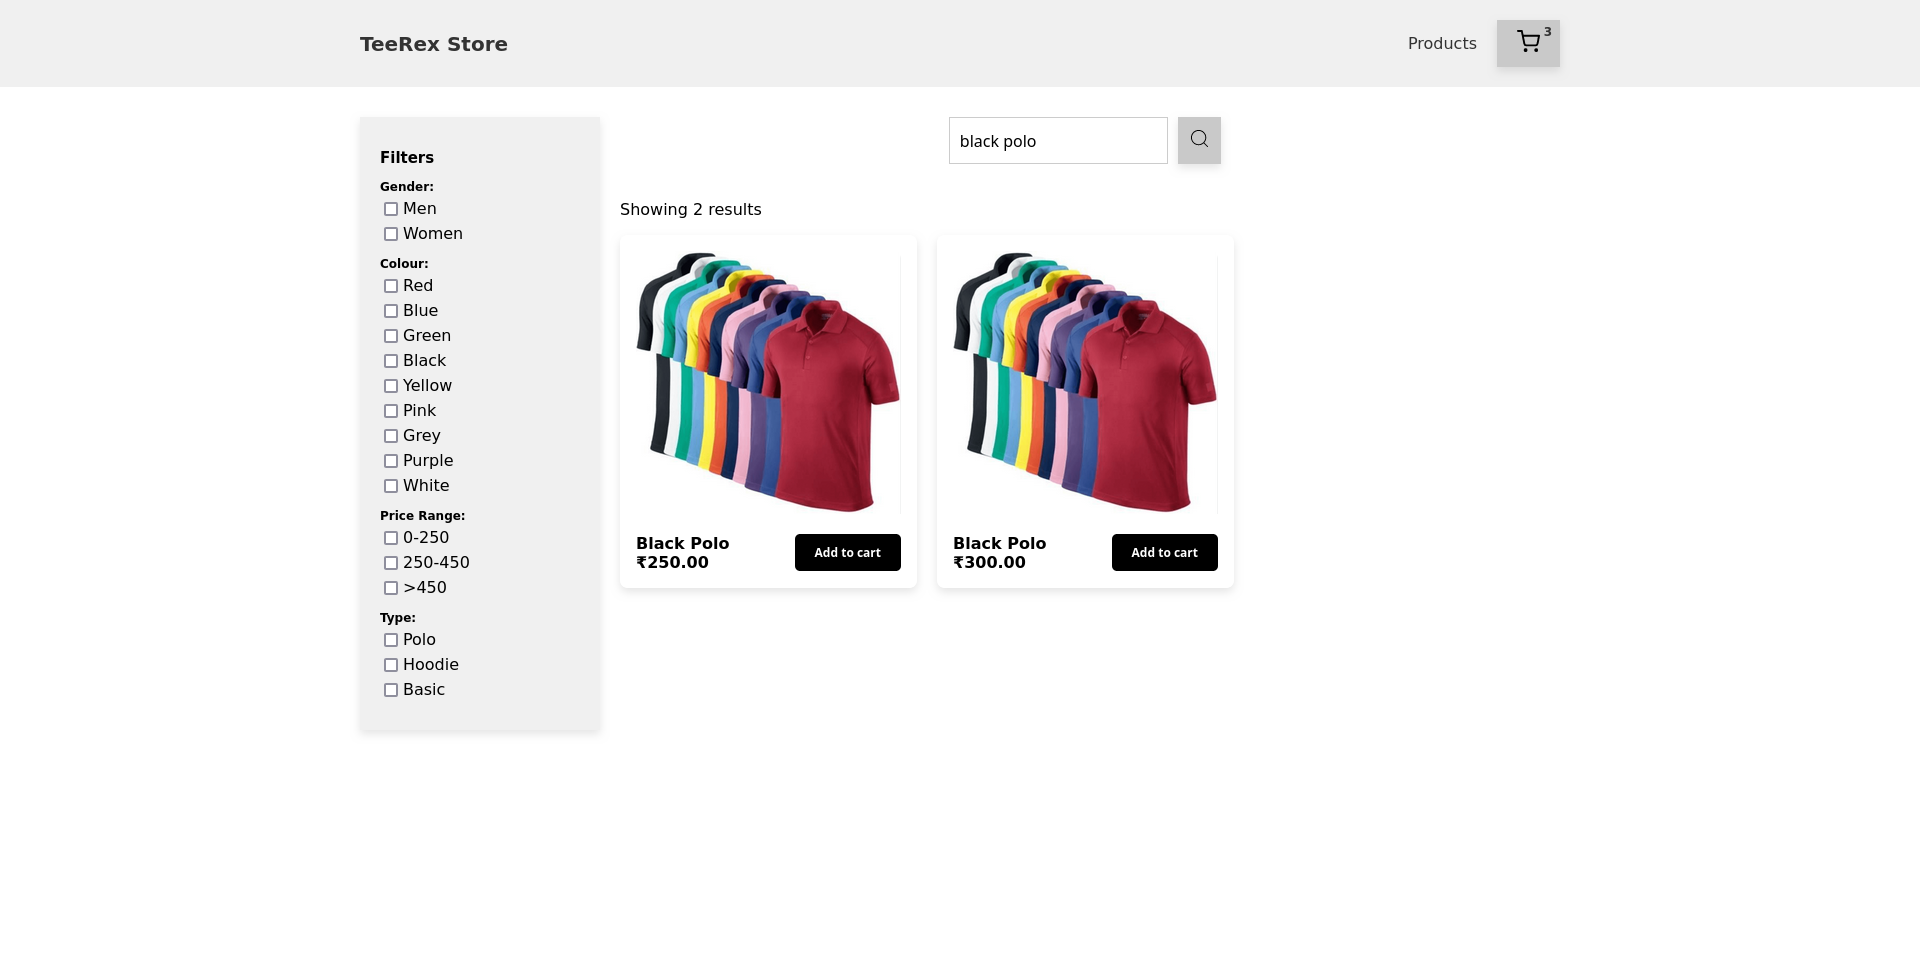 TeeRex Store
Products
3
Filters
Gender:
Men
Women
Colour:
Red
Blue
Green
Black
Yellow
Pink
Grey
Purple
White
Price Range:
0-250
250-450
>450
Type:
Polo
Hoodie
Basic
black polo
Showing 2 results
Black Polo
₹250.00
Add to cart
Black Polo
₹300.00
Add to cart